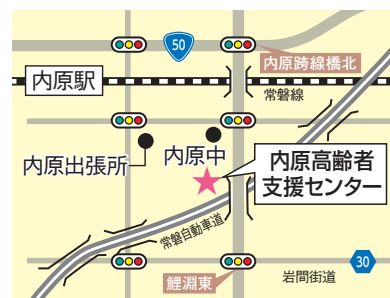 50
内原跨線橋北
内原駅
常磐線
内原出張所
内原中
内原高齢者
支援センター
常磐自動車道
鯉淵東
岩間街道
30